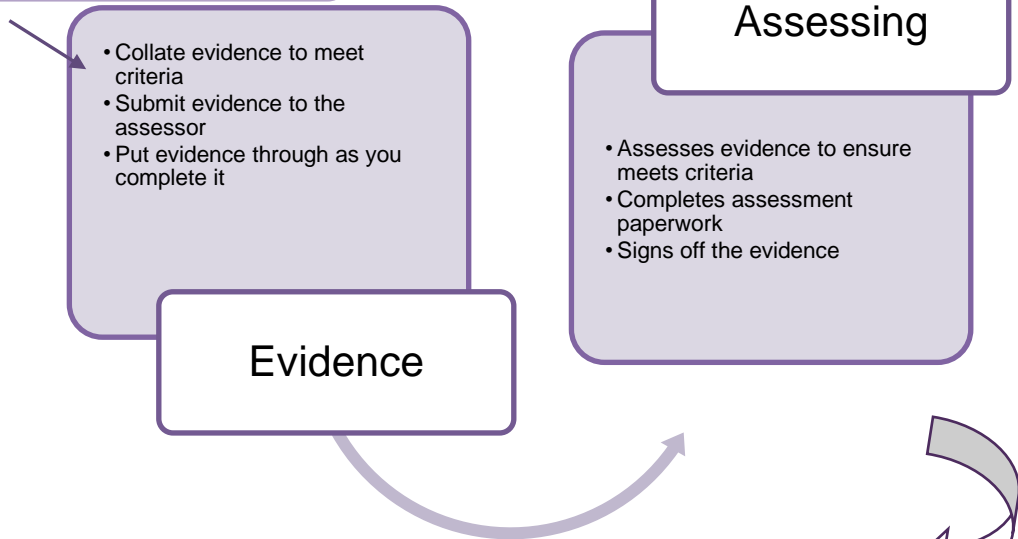 • Collate evidence to meet
criteria
• Submit evidence to the
assessor
• Put evidence through as you
complete it
Evidence
Assessing
• Assesses evidence to ensure
meets criteria
• Completes assessment
paperwork
• Signs off the evidence